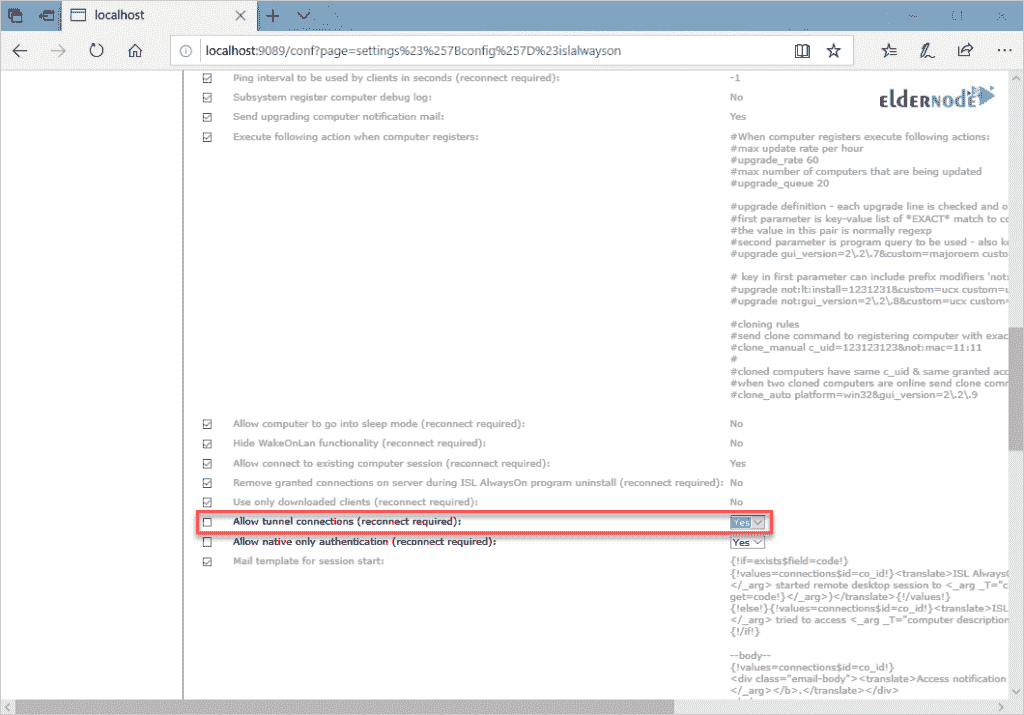 localhost
localhost:9089/conf?page=settings%23%257Bconfig%257D%23islalwayson
Ping interval to be used by clients in seconds (reconnect required): -1
eldernode
Subsystem register computer debug log: No
Send upgrading computer notification mail: Yes
Execute following action when computer registers: #When computer registers execute following actions:
#max update rate per hour
#upgrade_rate 60
#max number of computers that are being updated
#upgrade_queue 20
#upgrade definition - each upgrade line is checked and o
#first parameter is key-value list of *EXACT* match to co
#the value in this pair is normally regexp
#second parameter is program query to be used - also k
#upgrade gui_version=2\.2\.7&custom=majoroem custo
# key in first parameter can include prefix modifiers 'not:
#upgrade not:lt:install=1231231&custom=ucx custom=u
#upgrade not:gui_version=2\.2\.8&custom=ucx custom=
#cloning rules
#send clone command to registering computer with exac
#clone_manual c_uid=123123123&not:mac=11:11
#
#cloned computers have same c_uid & same granted acc
#when two cloned computers are online send clone comm
#clone_auto platform=win32&gui_version=2\.2\.9
Allow computer to go into sleep mode (reconnect required): No
Hide WakeOnLan functionality (reconnect required): No
Allow connect to existing computer session (reconnect required): Yes
Remove granted connections on server during ISL AlwaysOn program uninstall (reconnect required): No
Use only downloaded clients (reconnect required): No
Allow tunnel connections (reconnect required): Yes
Allow native only authentication (reconnect required): Yes
Mail template for session start: {!if=exists$field=code!}
{!values=connections$id=co_id!}<translate>ISL AlwaysO
</_arg> started remote desktop session to <_arg _T="c
get=code!}</_arg>}</translate>{!/values!}
{!else!}{!values=connections$id=co_id!}<translate>ISL
</_arg> tried to access <_arg _T="computer description
{!/if!}
--body--
{!values=connections$id=co_id!}
<div class="email-body"><translate>Access notification
</_arg></b>.</translate></div>